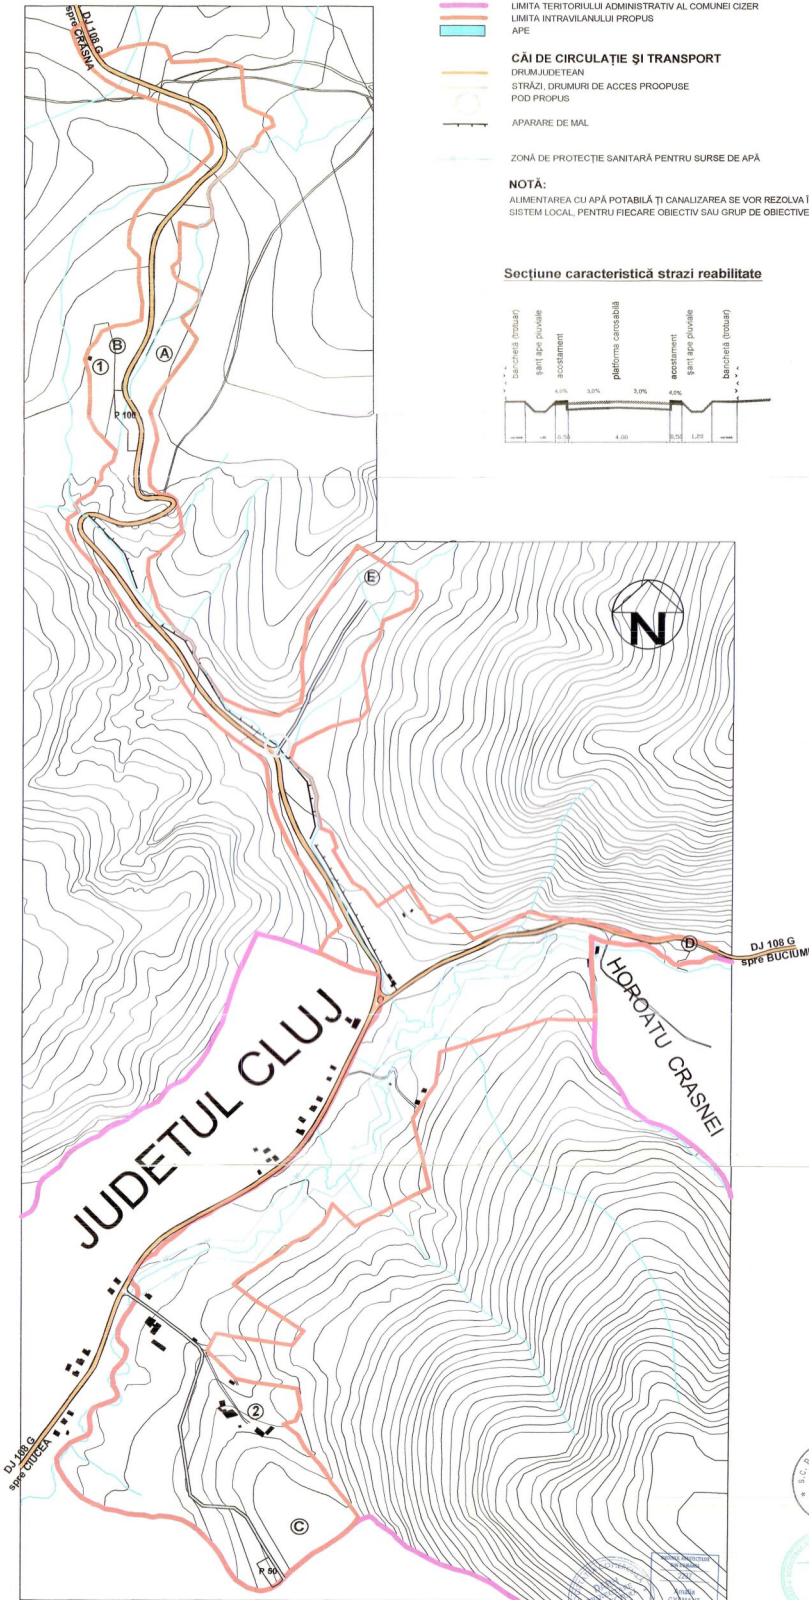 LIMITA TERITORIULUI ADMINISTRATIV AL COMUNEI CIZER
LIMITA INTRAVILANULUI PROPUS
APE
CĂI DE CIRCULAȚIE ȘI TRANSPORT
DRUMJUDETEAN
STRĂZI, DRUMURI DE ACCES PROOPUSE
POD PROPUS
APARARE DE MAL
ZONĂ DE PROTECȚIE SANITARĂ PENTRU SURSE DE APĂ
NOTĂ:
ALIMENTAREA CU APĂ POTABILĂ ȚI CANALIZAREA SE VOR REZOLVA Î
SISTEM LOCAL, PENTRU FIECARE OBIECTIV SAU GRUP DE OBIECTIVE
Secțiune caracteristică strazi reabilitate
banchetă (trotuar)
șanț ape pluviale
acostament
platforma carosabilă
acostament
șanț ape pluviale
banchetă (trotuar)
4,0% 3,0% 3,0% 4,0%
0.50 4.00 0,50 1,20
DJ 108 G
spre CRASNA
B
A
1
P 100
E
N
D
DJ 108 G
spre BUCIUM
HOROATU CRASNEI
JUDETUL CLUJ
2
DJ 108 G
spre CIUCEA
C
P 50